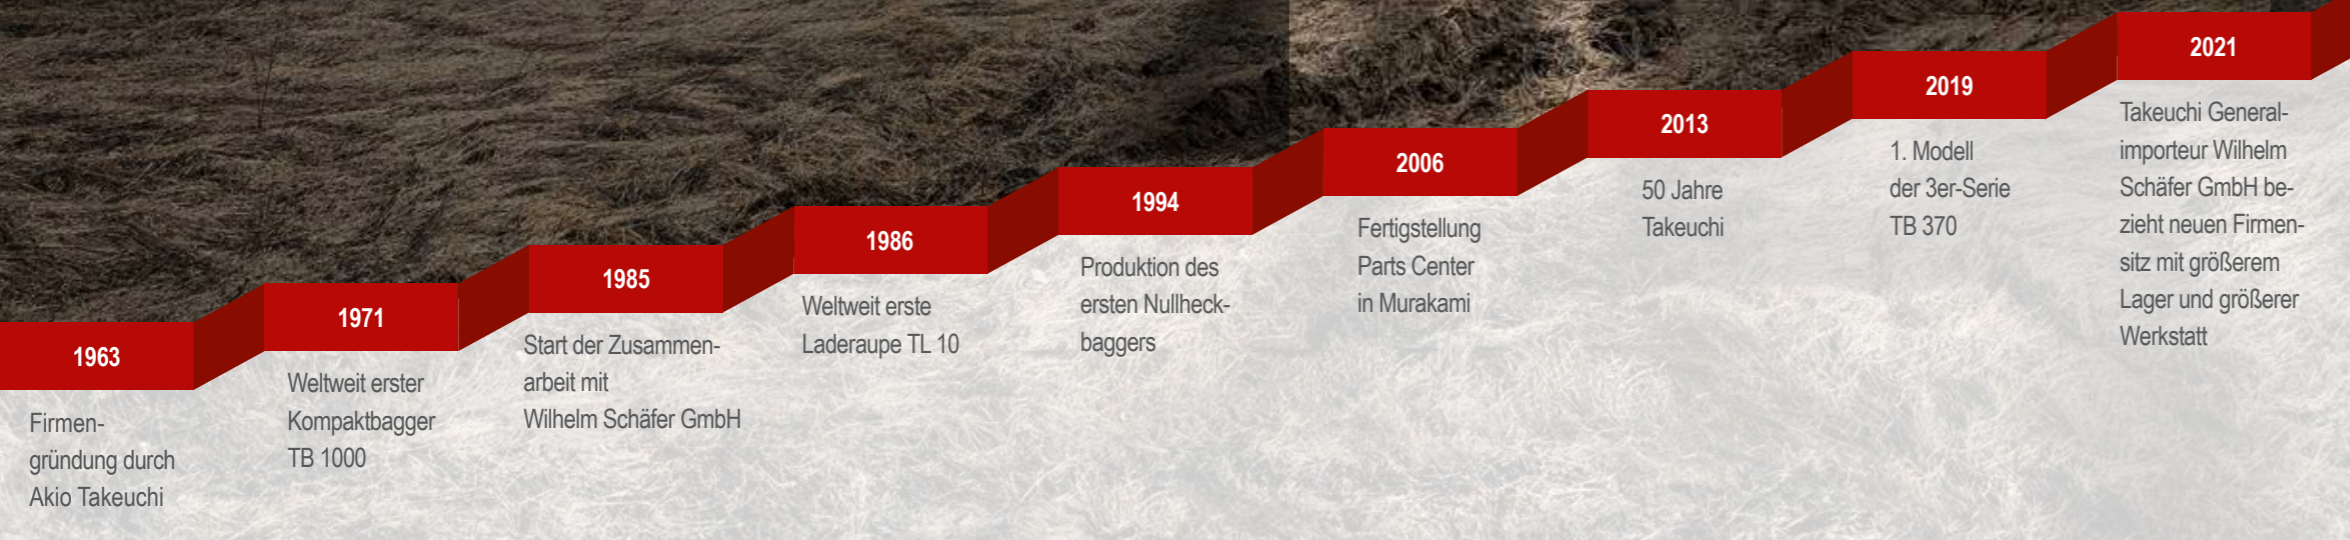 1963
Firmen-
gründung durch
Akio Takeuchi
1971
Weltweit erster
Kompaktbagger
TB 1000
1985
Start der Zusammen-
arbeit mit
Wilhelm Schäfer GmbH
1986
Weltweit erste
Laderaupe TL 10
1994
Produktion des
ersten Nullheck-
baggers
2006
Fertigstellung
Parts Center
in Murakami
2013
50 Jahre
Takeuchi
2019
1. Modell
der 3er-Serie
TB 370
2021
Takeuchi General-
importeur Wilhelm
Schäfer GmbH be-
zieht neuen Firmen-
sitz mit größerem
Lager und größerer
Werkstatt